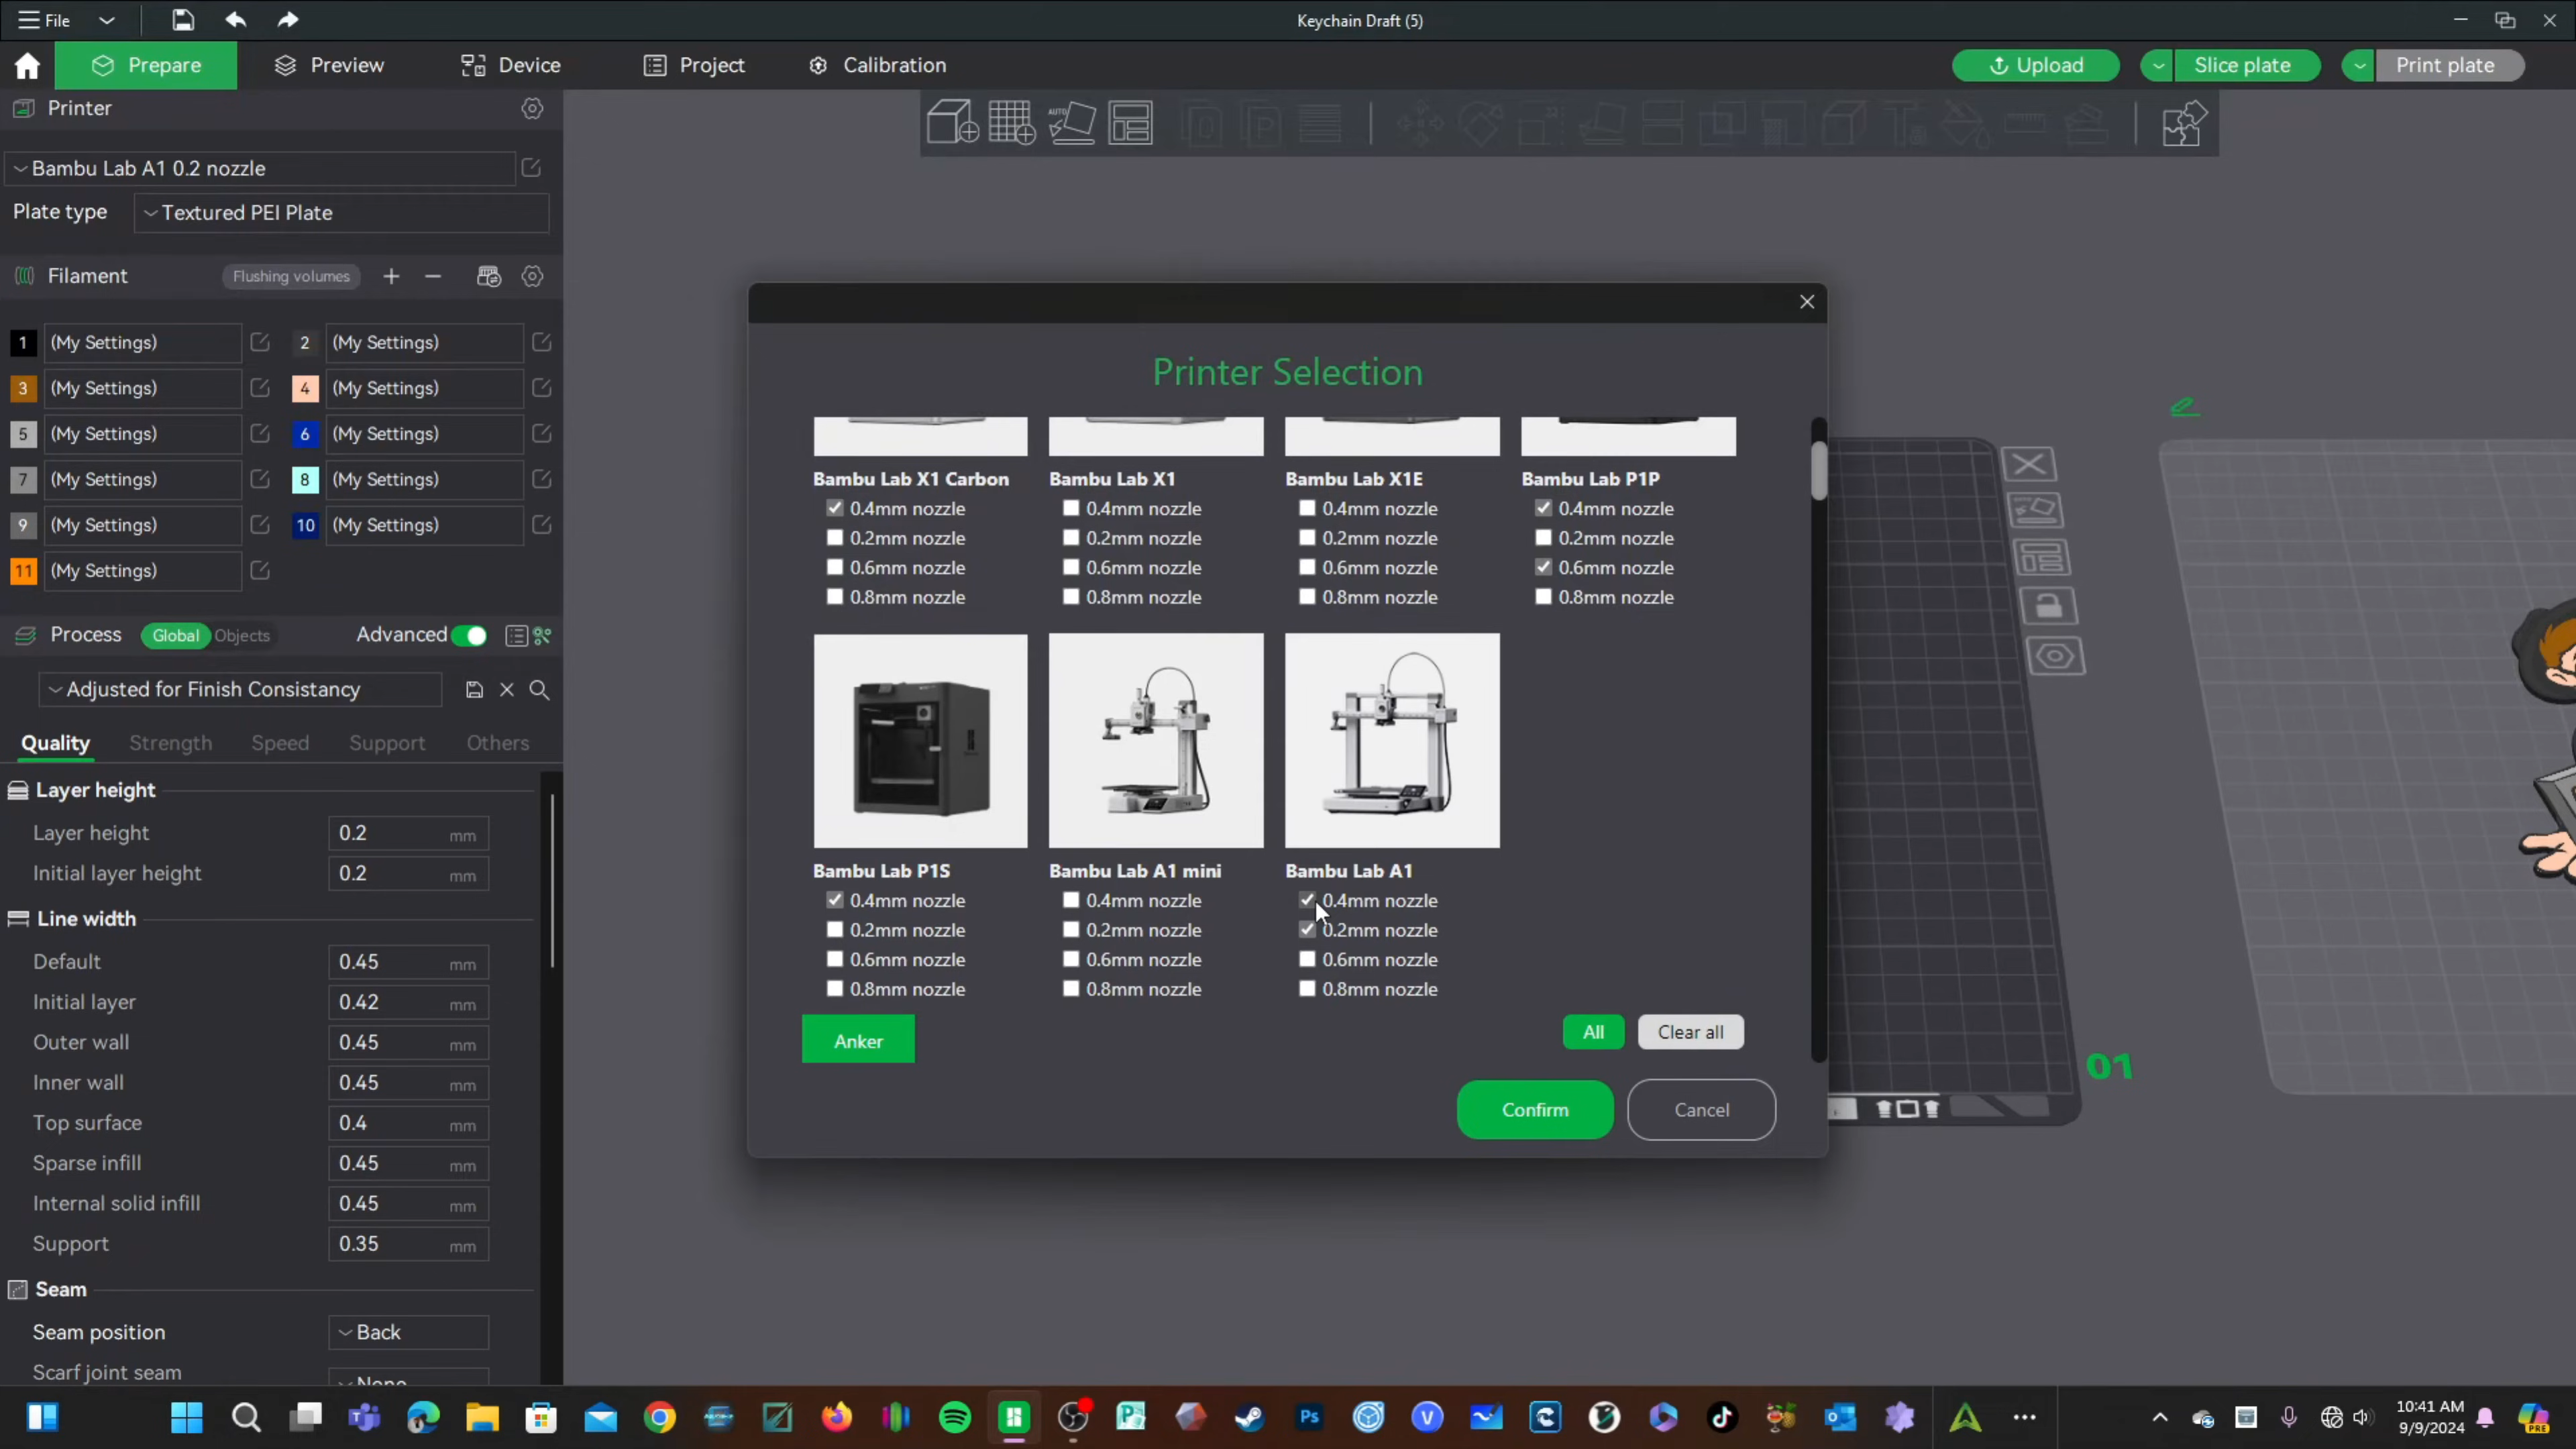 File
Keychain Draft (5)
Prepare
Preview
Device
Project
Calibration
Upload
Slice plate
Print plate
Printer
Bambu Lab A1 0.2 nozzle
Plate type
Textured PEI Plate
Filament
Flushing volumes
1 (My Settings)
2 (My Settings)
3 (My Settings)
4 (My Settings)
5 (My Settings)
6 (My Settings)
7 (My Settings)
8 (My Settings)
9 (My Settings)
10 (My Settings)
11 (My Settings)
Process
Global
Objects
Advanced
Adjusted for Finish Consistancy
Quality
Strength
Speed
Support
Others
Layer height
Layer height 0.2 mm
Initial layer height 0.2 mm
Line width
Default 0.45 mm
Initial layer 0.42 mm
Outer wall 0.45 mm
Inner wall 0.45 mm
Top surface 0.4 mm
Sparse infill 0.45 mm
Internal solid infill 0.45 mm
Support 0.35 mm
Seam
Seam position Back
Scarf joint seam None
AUTO
Printer Selection
Bambu Lab X1 Carbon
0.4mm nozzle
0.2mm nozzle
0.6mm nozzle
0.8mm nozzle
Bambu Lab X1
0.4mm nozzle
0.2mm nozzle
0.6mm nozzle
0.8mm nozzle
Bambu Lab X1E
0.4mm nozzle
0.2mm nozzle
0.6mm nozzle
0.8mm nozzle
Bambu Lab P1P
0.4mm nozzle
0.2mm nozzle
0.6mm nozzle
0.8mm nozzle
Bambu Lab P1S
0.4mm nozzle
0.2mm nozzle
0.6mm nozzle
0.8mm nozzle
Bambu Lab A1 mini
0.4mm nozzle
0.2mm nozzle
0.6mm nozzle
0.8mm nozzle
Bambu Lab A1
0.4mm nozzle
0.2mm nozzle
0.6mm nozzle
0.8mm nozzle
Anker
All
Clear all
Confirm
Cancel
01
Ps
10:41 AM
9/9/2024
PRE